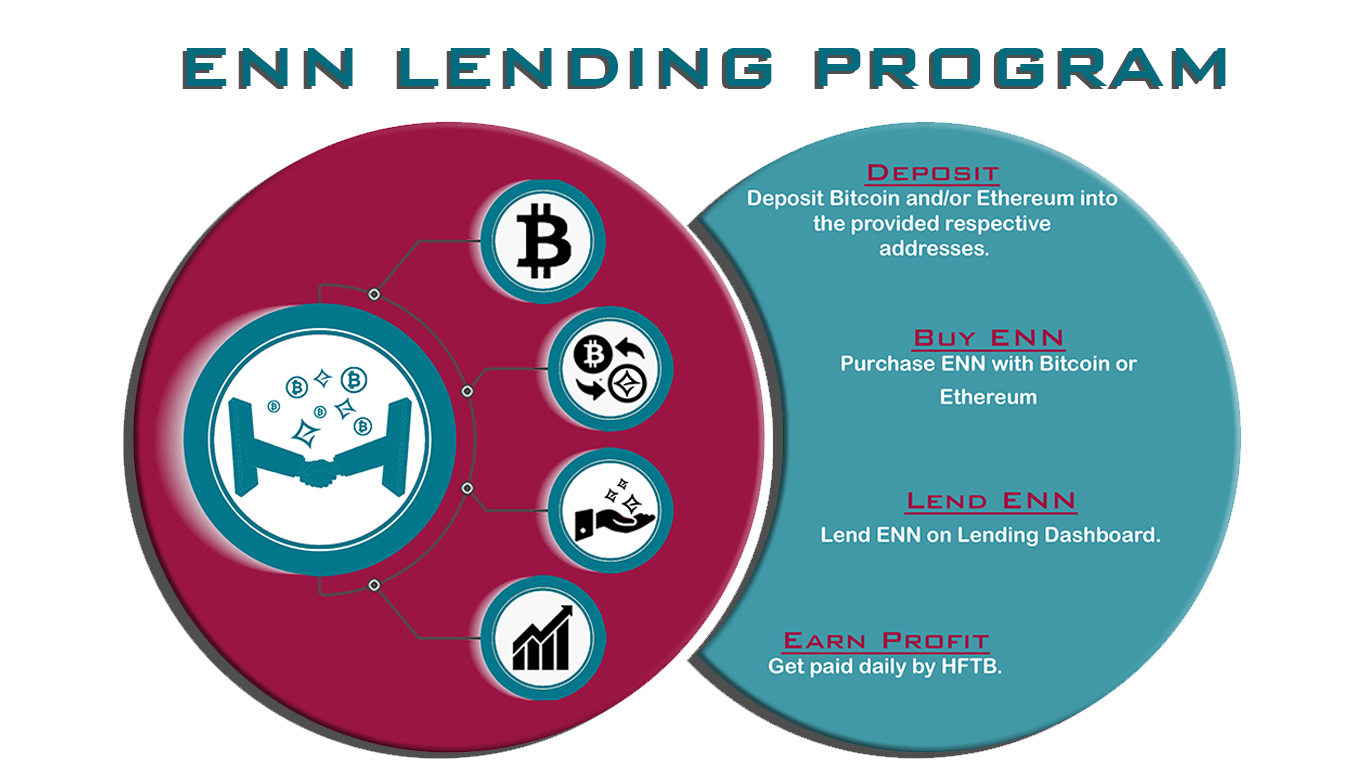 ENN LENDING PROGRAM
DEPOSIT
Deposit Bitcoin and/or Ethereum into
the provided respective
addresses.
BUY ENN
Purchase ENN with Bitcoin or
Ethereum
LEND ENN
Lend ENN on Lending Dashboard.
EARN PROFIT
Get paid daily by HFTB.